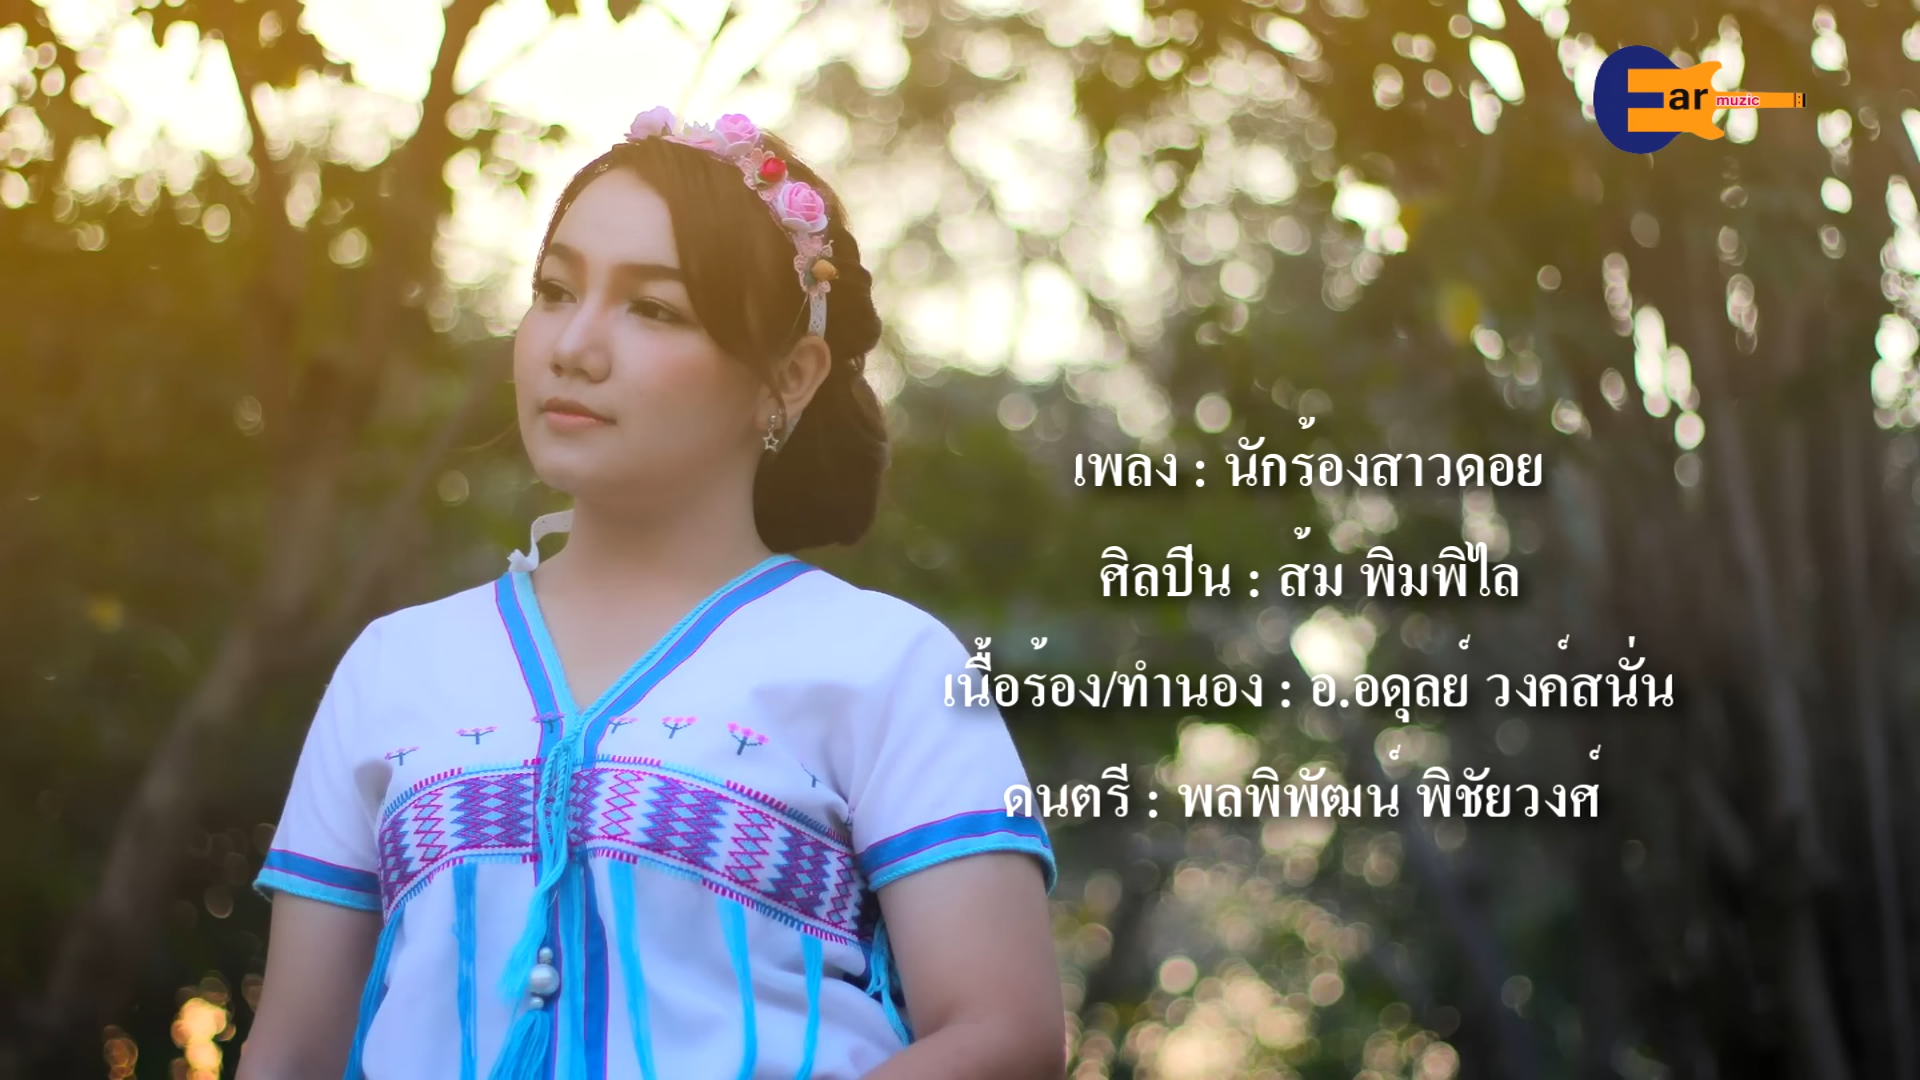 Ear muzic
เพลง : นักร้องสาวดอย
ศิลปิน : ส้ม พิมพิไล
เนื้อร้อง/ทำนอง : อ.อดุลย์ วงค์สนั่น
ดนตรี : พลพิพัฒน์ พิชัยวงศ์